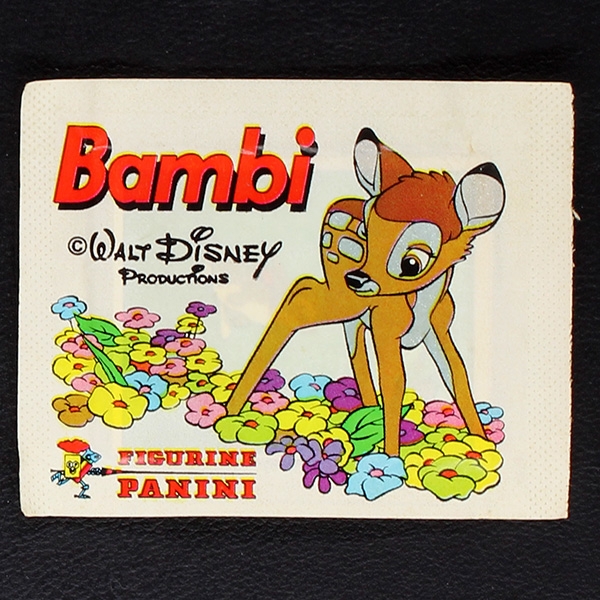 Bambi
© WALT DISNEY
PRODUCTIONS
FIGURINE
PANINI